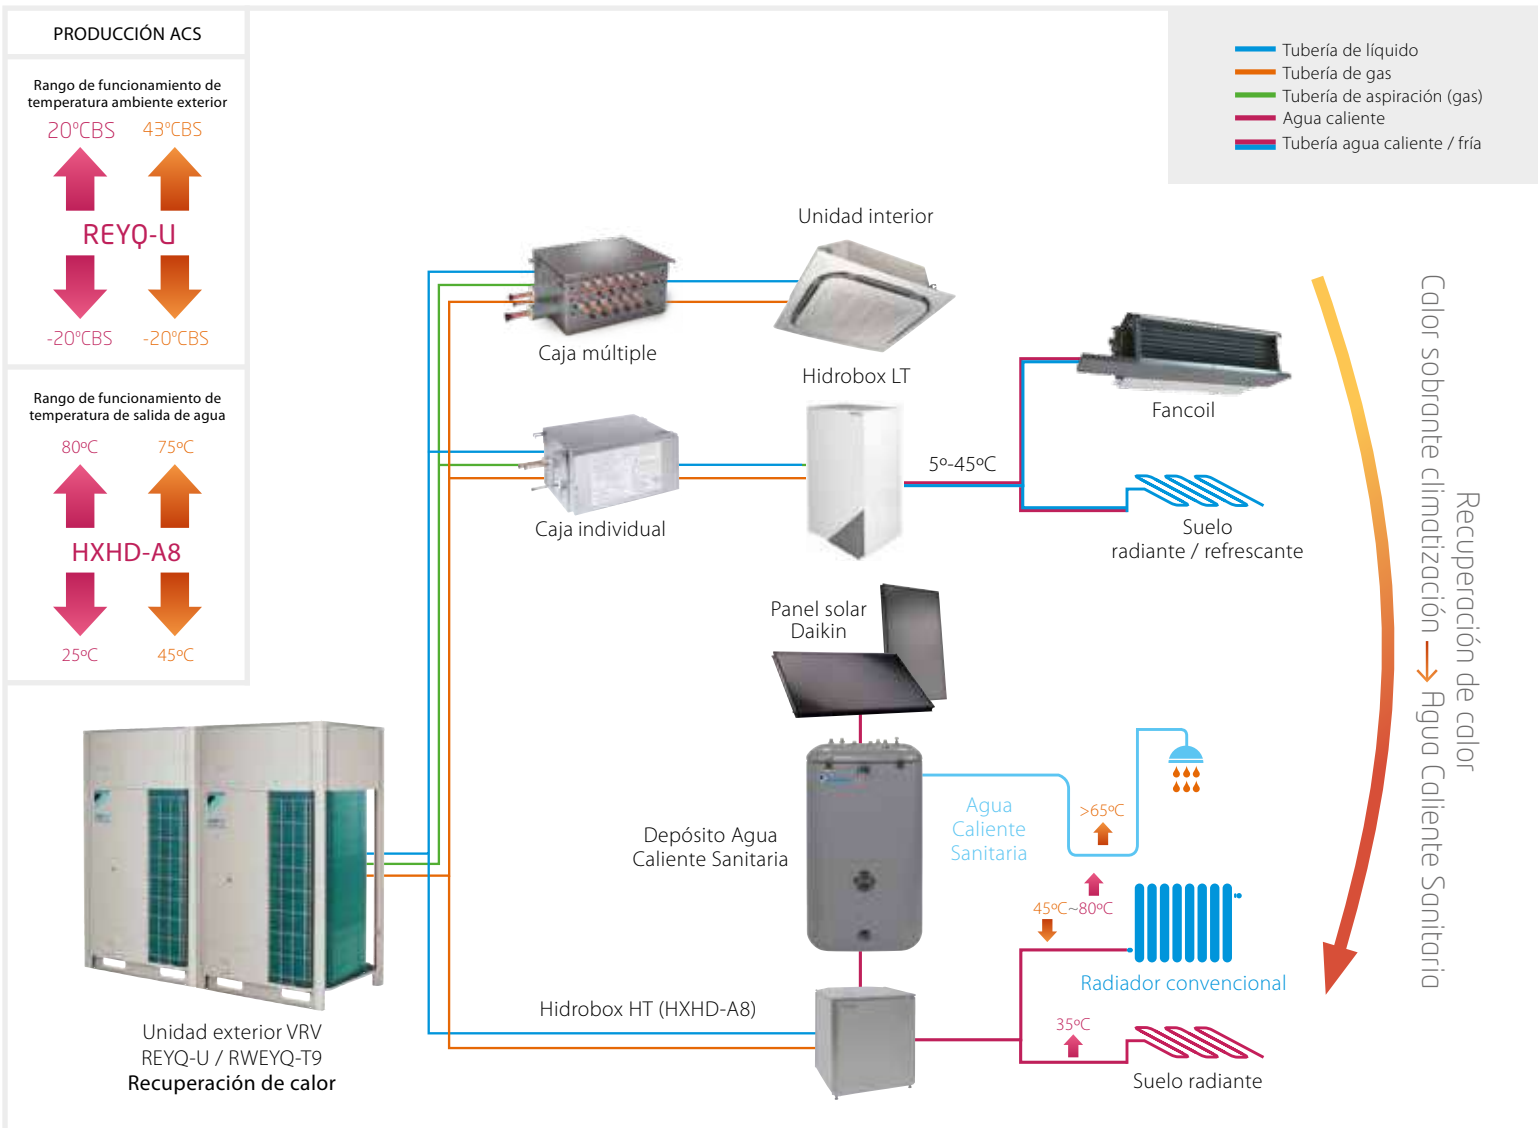 PRODUCCIÓN ACS
Rango de funcionamiento de
temperatura ambiente exterior
20°CBS 43°CBS
REYQ-U
-20°CBS -20°CBS
Rango de funcionamiento de
temperatura de salida de agua
80ºC 75ºC
HXHD-A8
25ºC 45ºC
Tubería de líquido
Tubería de gas
Tubería de aspiración (gas)
Agua caliente
Tubería agua caliente / fría
Unidad interior
Caja múltiple
Hidrobox LT
Fancoil
Caja individual
5º-45ºC
Suelo
radiante / refrescante
Panel solar
Daikin
Depósito Agua
Caliente Sanitaria
Agua
Caliente
Sanitaria
>65ºC
45ºC~80ºC
Radiador convencional
Hidrobox HT (HXHD-A8)
35ºC
Suelo radiante
Unidad exterior VRV
REYQ-U / RWEYQ-T9
Recuperación de calor
Recuperación de calor
Calor sobrante climatización → Agua Caliente Sanitaria